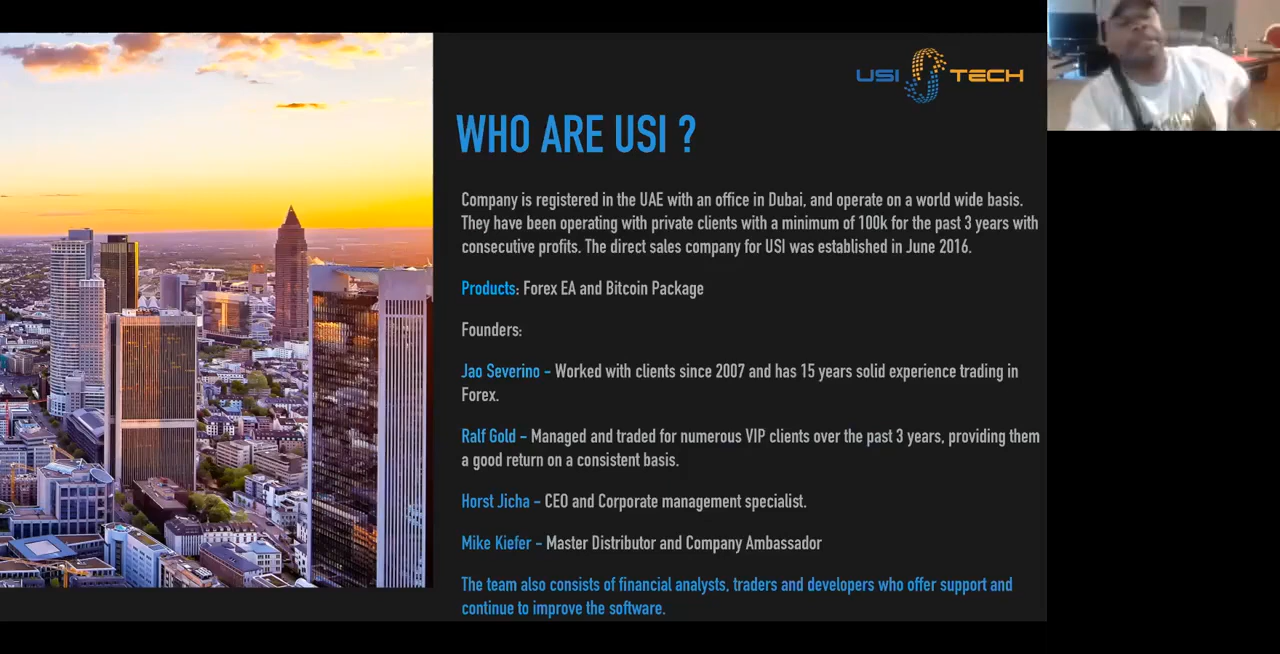 USI TECH
WHO ARE USI ?
Company is registered in the UAE with an office in Dubai, and operate on a world wide basis.
They have been operating with private clients with a minimum of 100k for the past 3 years with
consecutive profits. The direct sales company for USI was established in June 2016.
Products: Forex EA and Bitcoin Package
Founders:
Jao Severino - Worked with clients since 2007 and has 15 years solid experience trading in
Forex.
Ralf Gold - Managed and traded for numerous VIP clients over the past 3 years, providing them
a good return on a consistent basis.
Horst Jicha - CEO and Corporate management specialist.
Mike Kiefer - Master Distributor and Company Ambassador
The team also consists of financial analysts, traders and developers who offer support and
continue to improve the software.